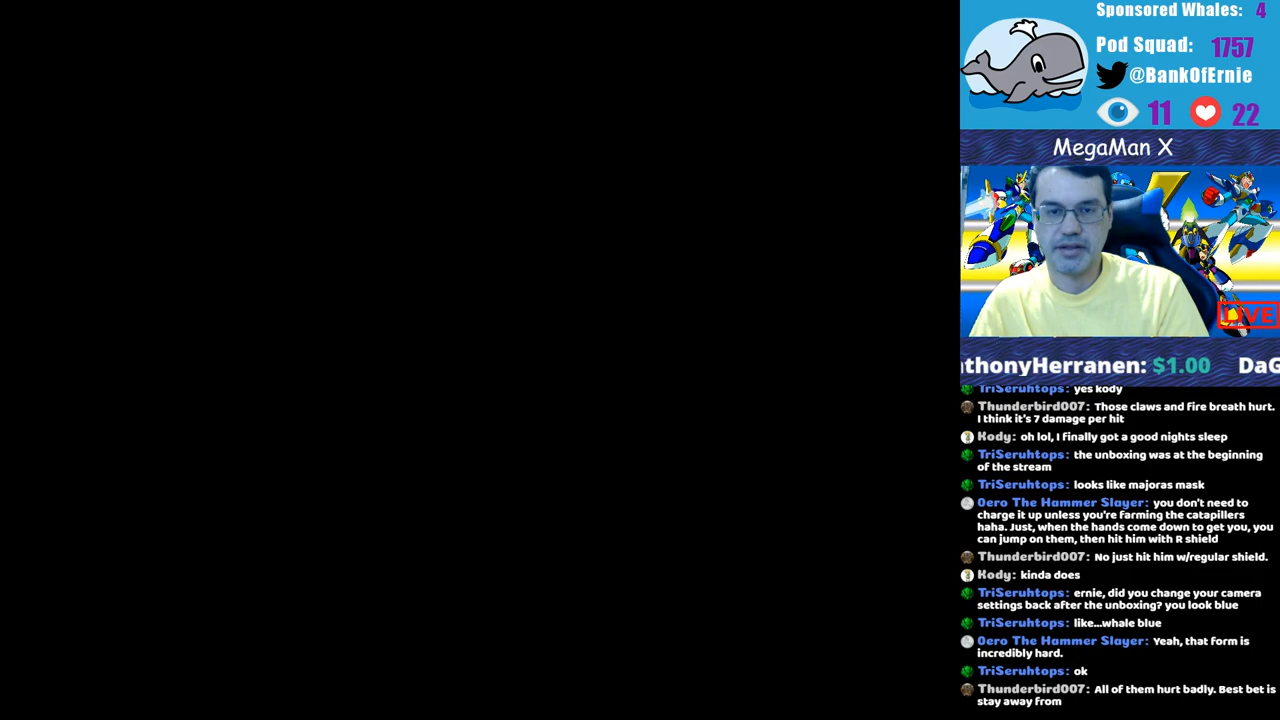 Sponsored Whales: 4
Pod Squad: 1757
@BankOfErnie
11 22
MegaMan X
LIVE
nthonyHerranen: $1.00 DaG
TriSeruhtops: yes kody
Thunderbird007: Those claws and fire breath hurt.
I think it's 7 damage per hit
Kody: oh lol, I finally got a good nights sleep
TriSeruhtops: the unboxing was at the beginning
of the stream
TriSeruhtops: looks like majoras mask
0ero The Hammer Slayer: you don't need to
charge it up unless you're farming the catapillers
haha. Just, when the hands come down to get you, you
can jump on them, then hit him with R shield
Thunderbird007: No just hit him w/regular shield.
Kody: kinda does
TriSeruhtops: ernie, did you change your camera
settings back after the unboxing? you look blue
TriSeruhtops: like...whale blue
0ero The Hammer Slayer: Yeah, that form is
incredibly hard.
TriSeruhtops: ok
Thunderbird007: All of them hurt badly. Best bet is
stay away from